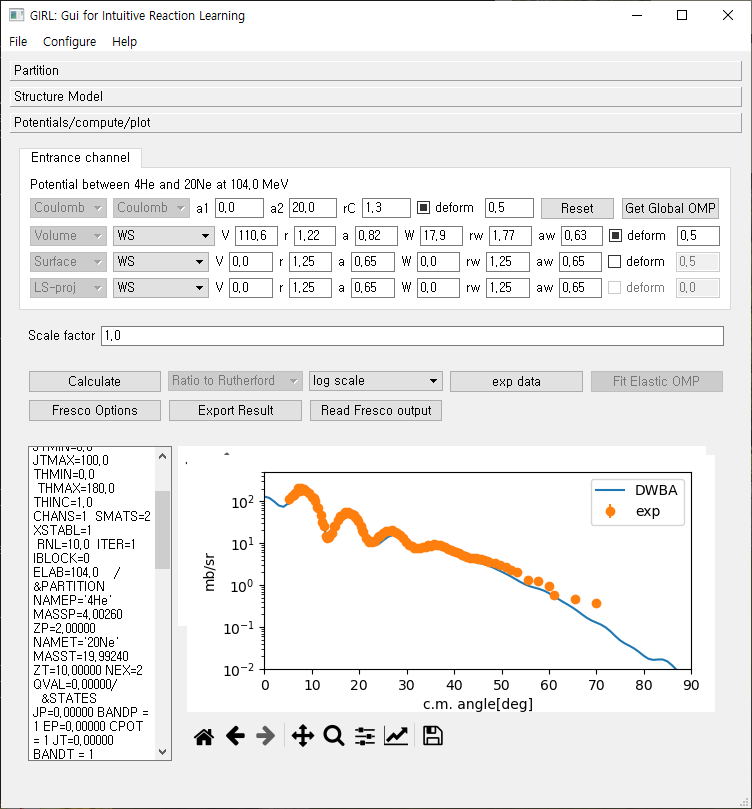 GIRL: Gui for Intuitive Reaction Learning
File Configure Help
Partition
Structure Model
Potentials/compute/plot
Entrance channel
Potential between 4He and 20Ne at 104,0 MeV
Coulomb Coulomb a1 0,0 a2 20,0 rC 1,3 deform 0,5 Reset Get Global OMP
Volume WS V 110,6 r 1,22 a 0,82 W 17,9 rw 1,77 aw 0,63 deform 0,5
Surface WS V 0,0 r 1,25 a 0,65 W 0,0 rw 1,25 aw 0,65 deform 0,5
LS-proj WS V 0,0 r 1,25 a 0,65 W 0,0 rw 1,25 aw 0,65 deform 0,0
Scale factor 1,0
Calculate Ratio to Rutherford log scale exp data Fit Elastic OMP
Fresco Options Export Result Read Fresco output
JTMIN=0,0
JTMAX=100,0
THMIN=0,0
THMAX=180,0
THINC=1,0
CHANS=1 SMATS=2
XSTABL=1
RNL=10,0 ITER=1
IBLOCK=0
ELAB=104,0 /
&PARTITION
NAMEP='4He'
MASSP=4,00260
ZP=2,00000
NAMET='20Ne'
MASST=19,99240
ZT=10,00000 NEX=2
QVAL=0,00000/
&STATES
JP=0,00000 BANDP =
1 EP=0,00000 CPOT
= 1 JT=0,00000
BANDT = 1
DWBA
exp
mb/sr
10²
10¹
10⁰
10⁻¹
10⁻²
0 10 20 30 40 50 60 70 80 90
c.m. angle[deg]